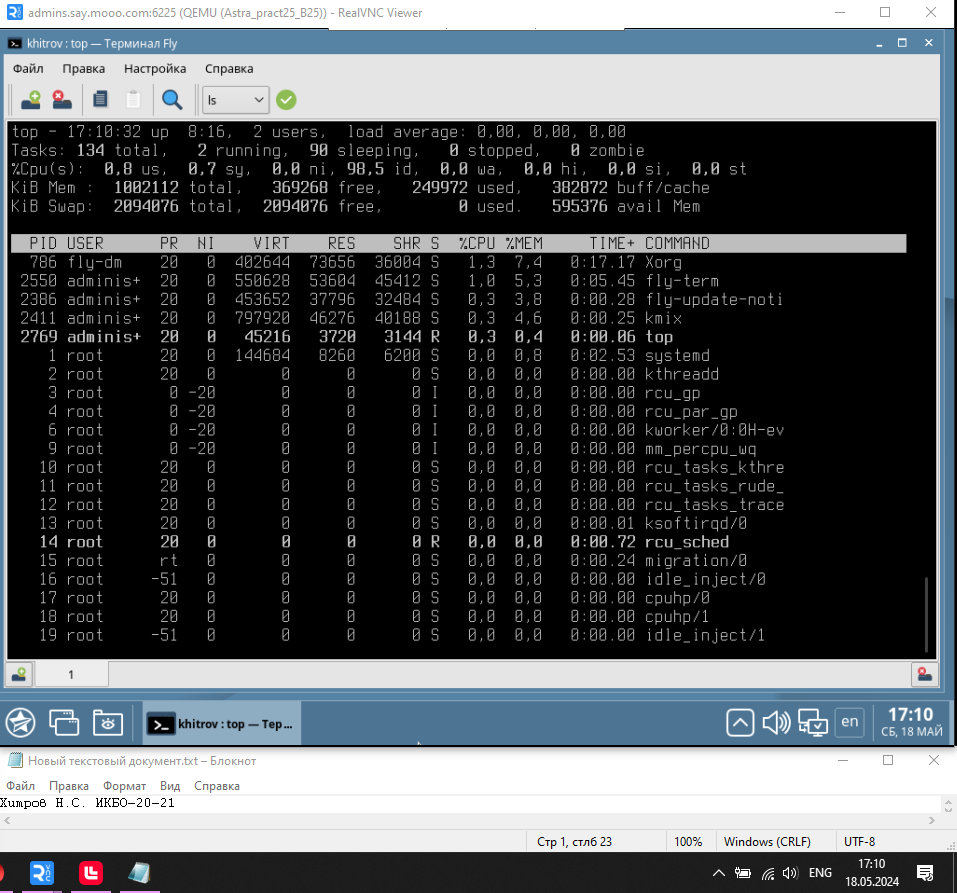 admins.say.mooo.com:6225 (QEMU (Astra_pract25_B25)) - RealVNC Viewer
khitrov : top — Терминал Fly
Файл Правка Настройка Справка
ls
top - 17:10:32 up  8:16,  2 users,  load average: 0,00, 0,00, 0,00
Tasks: 134 total,   2 running,  90 sleeping,   0 stopped,   0 zombie
%Cpu(s):  0,8 us,  0,7 sy,  0,0 ni, 98,5 id,  0,0 wa,  0,0 hi,  0,0 si,  0,0 st
KiB Mem :  1002112 total,   369268 free,   249972 used,   382872 buff/cache
KiB Swap:  2094076 total,  2094076 free,        0 used.   595376 avail Mem
PID USER PR NI VIRT RES SHR S %CPU %MEM TIME+ COMMAND
786 fly-dm 20 0 402644 73656 36004 S 1,3 7,4 0:17.17 Xorg
2550 adminis+ 20 0 550628 53604 45412 S 1,0 5,3 0:05.45 fly-term
2386 adminis+ 20 0 453652 37796 32484 S 0,3 3,8 0:00.28 fly-update-noti
2411 adminis+ 20 0 797920 46276 40188 S 0,3 4,6 0:00.25 kmix
2769 adminis+ 20 0 45216 3720 3144 R 0,3 0,4 0:00.06 top
1 root 20 0 144684 8260 6200 S 0,0 0,8 0:02.53 systemd
2 root 20 0 0 0 0 S 0,0 0,0 0:00.00 kthreadd
3 root 0 -20 0 0 0 I 0,0 0,0 0:00.00 rcu_gp
4 root 0 -20 0 0 0 I 0,0 0,0 0:00.00 rcu_par_gp
6 root 0 -20 0 0 0 I 0,0 0,0 0:00.00 kworker/0:0H-ev
9 root 0 -20 0 0 0 I 0,0 0,0 0:00.00 mm_percpu_wq
10 root 20 0 0 0 0 S 0,0 0,0 0:00.00 rcu_tasks_kthre
11 root 20 0 0 0 0 S 0,0 0,0 0:00.00 rcu_tasks_rude_
12 root 20 0 0 0 0 S 0,0 0,0 0:00.00 rcu_tasks_trace
13 root 20 0 0 0 0 S 0,0 0,0 0:00.01 ksoftirqd/0
14 root 20 0 0 0 0 R 0,0 0,0 0:00.72 rcu_sched
15 root rt 0 0 0 0 S 0,0 0,0 0:00.24 migration/0
16 root -51 0 0 0 0 S 0,0 0,0 0:00.00 idle_inject/0
17 root 20 0 0 0 0 S 0,0 0,0 0:00.00 cpuhp/0
18 root 20 0 0 0 0 S 0,0 0,0 0:00.00 cpuhp/1
19 root -51 0 0 0 0 S 0,0 0,0 0:00.00 idle_inject/1
1
khitrov : top — Тер...
en
17:10
СБ, 18 МАЙ
Новый текстовый документ.txt – Блокнот
Файл Правка Формат Вид Справка
Хитров Н.С. ИКБО-20-21
Стр 1, стлб 23 100% Windows (CRLF) UTF-8
ENG
17:10
18.05.2024